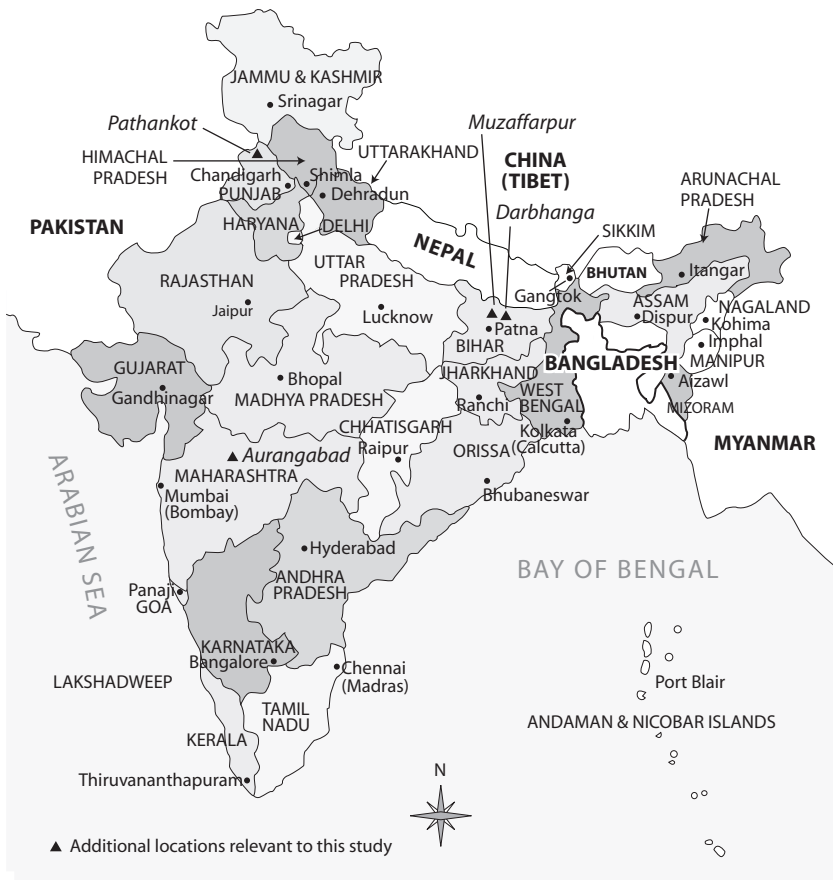 JAMMU & KASHMIR
Srinagar
Pathankot
Muzaffarpur
HIMACHAL
PRADESH
UTTARAKHAND
CHINA
(TIBET)
Chandigarh
Shimla
PUNJAB
Dehradun
ARUNACHAL
PRADESH
Darbhanga
PAKISTAN
HARYANA
DELHI
NEPAL
SIKKIM
BHUTAN
Itangar
UTTAR
PRADESH
RAJASTHAN
Gangtok
Jaipur
Lucknow
ASSAM
Dispur
NAGALAND
Kohima
Patna
BIHAR
Imphal
MANIPUR
BANGLADESH
GUJARAT
Gandhinagar
Bhopal
MADHYA PRADESH
JHARKHAND
Ranchi
WEST
BENGAL
Aizawl
MIZORAM
CHHATISGARH
Raipur
Kolkata
(Calcutta)
ORISSA
MYANMAR
Aurangabad
MAHARASHTRA
Mumbai
(Bombay)
Bhubaneswar
ARABIAN SEA
Hyderabad
BAY OF BENGAL
ANDHRA
PRADESH
Panaji
GOA
KARNATAKA
Bangalore
Chennai
(Madras)
LAKSHADWEEP
Port Blair
TAMIL
NADU
ANDAMAN & NICOBAR ISLANDS
KERALA
Thiruvananthapuram
N
Additional locations relevant to this study